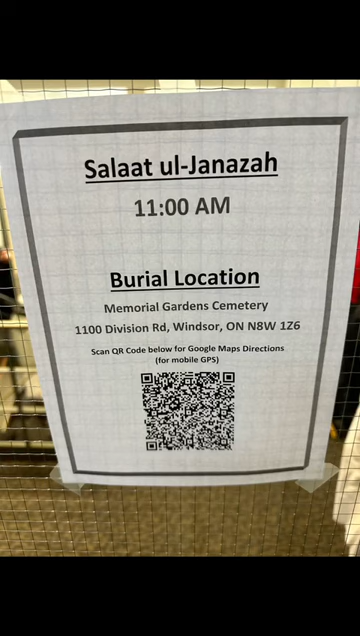 Salaat ul-Janazah
11:00 AM
Burial Location
Memorial Gardens Cemetery
1100 Division Rd, Windsor, ON N8W 1Z6
Scan QR Code below for Google Maps Directions
(for mobile GPS)